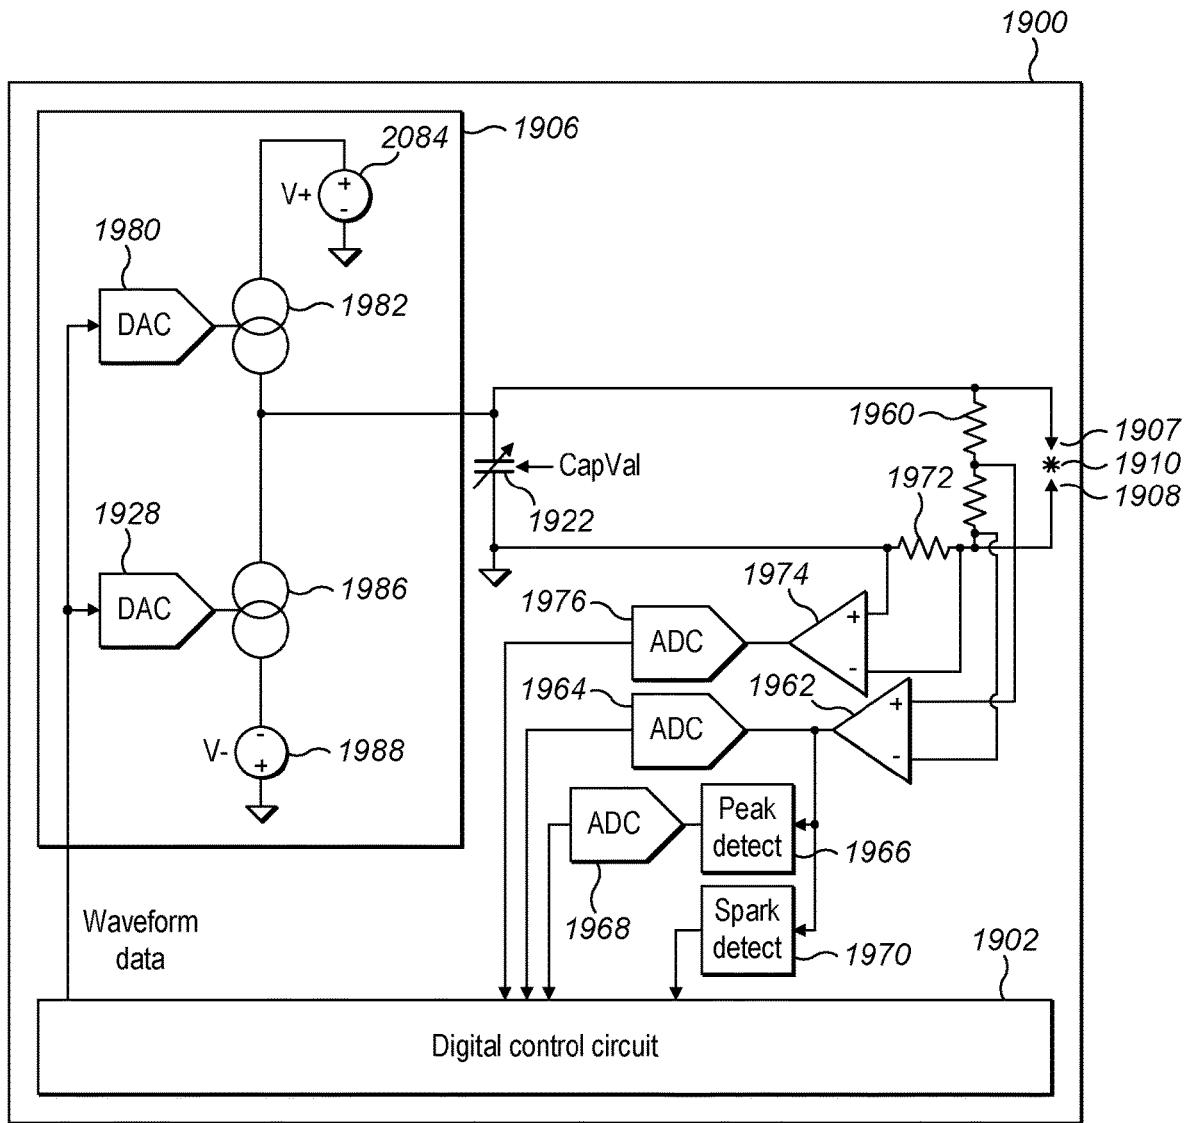 1900
1906
2084
V+
+
-
1980
DAC
1982
1960
1907
1910
1908
CapVal
1972
1922
1928
DAC
1986
1974
1976
ADC
+
-
1964
ADC
1962
+
-
V-
-
+
1988
ADC
Peak
detect
1966
1968
Spark
detect
1970
Waveform
data
1902
Digital control circuit